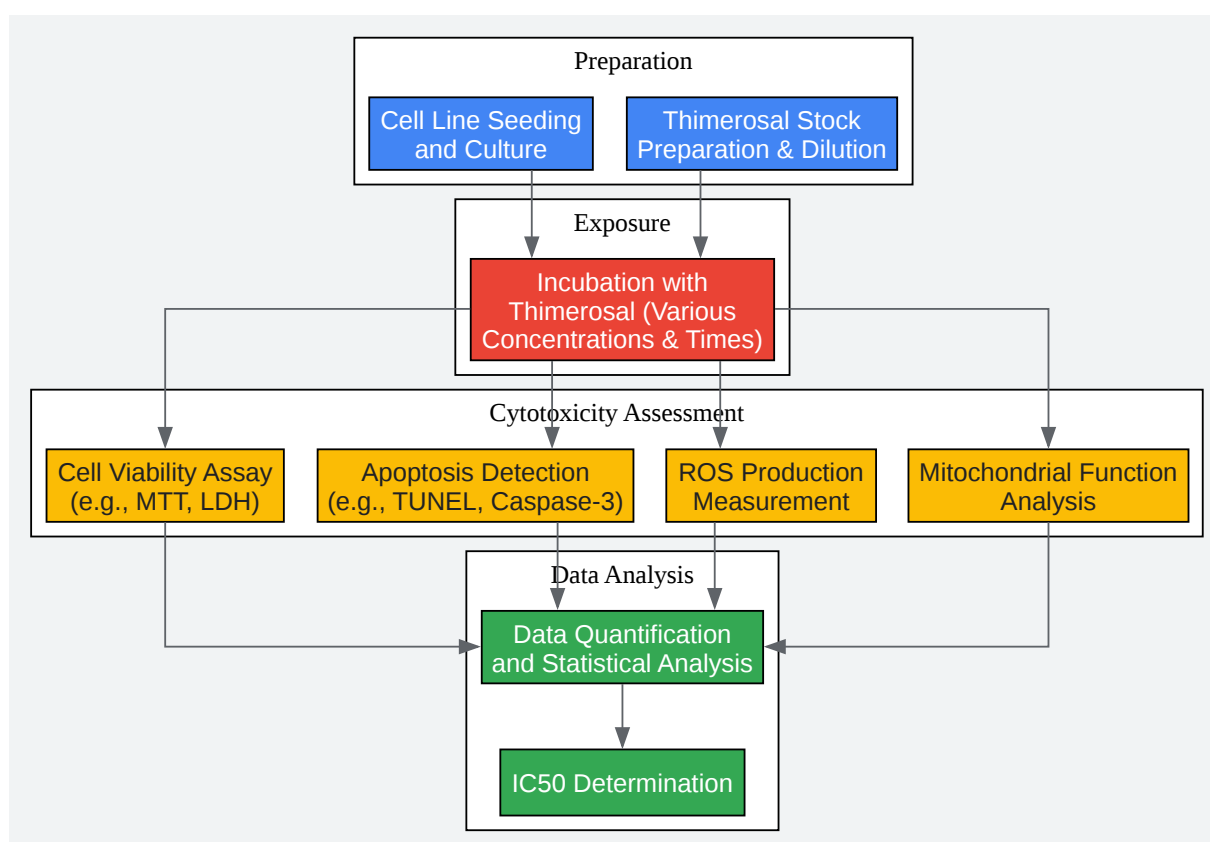 Preparation
Cell Line Seeding
and Culture
Thimerosal Stock
Preparation & Dilution
Exposure
Incubation with
Thimerosal (Various
Concentrations & Times)
Cytotoxicity Assessment
Cell Viability Assay
(e.g., MTT, LDH)
Apoptosis Detection
(e.g., TUNEL, Caspase-3)
ROS Production
Measurement
Mitochondrial Function
Analysis
Data Analysis
Data Quantification
and Statistical Analysis
IC50 Determination